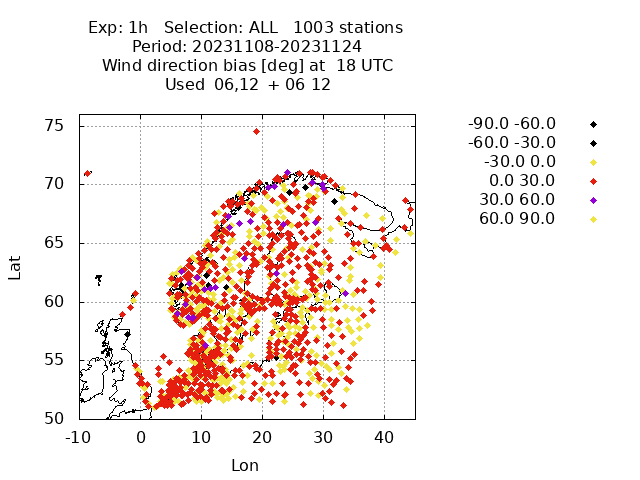 Exp: 1h   Selection: ALL   1003 stations
Period: 20231108-20231124
Wind direction bias [deg] at  18 UTC
Used  06,12  + 06 12
-90.0 -60.0
-60.0 -30.0
-30.0 0.0
0.0 30.0
30.0 60.0
60.0 90.0
75
70
65
60
55
50
Lat
-10 0 10 20 30 40
Lon